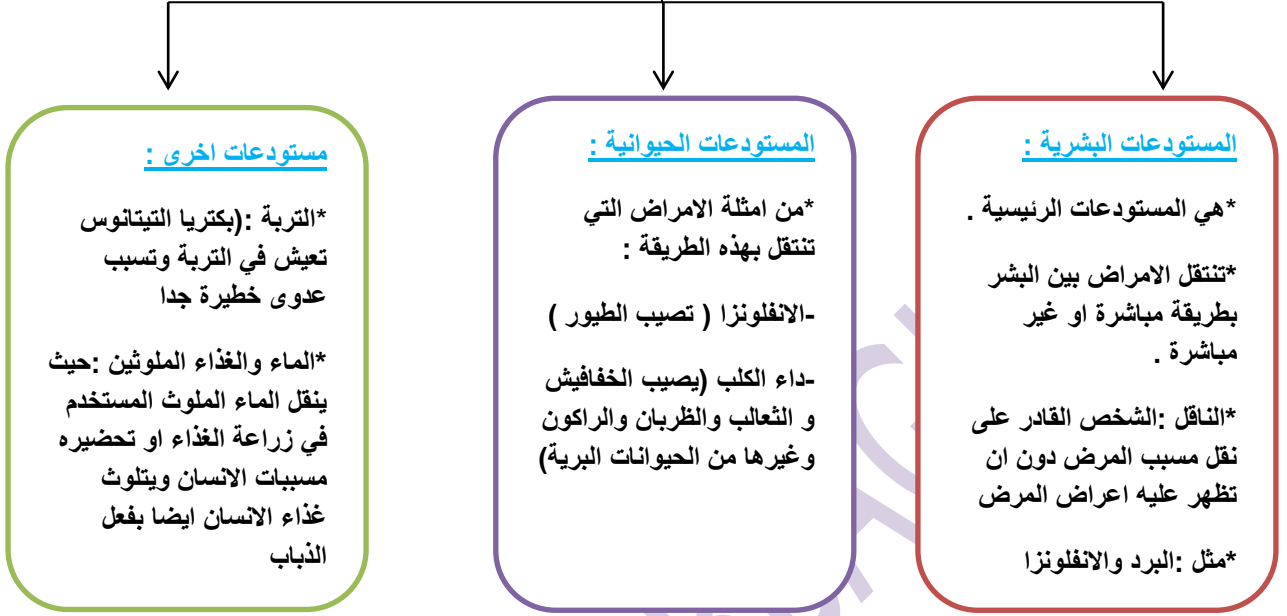 المستودعات البشرية :
*هي المستودعات الرئيسية .
*تنتقل الامراض بين البشر
بطريقة مباشرة او غير
مباشرة .
*الناقل :الشخص القادر على
نقل مسبب المرض دون ان
تظهر عليه اعراض المرض
*مثل :البرد والانفلونزا
المستودعات الحيوانية :
*من امثلة الامراض التي
تنتقل بهذه الطريقة :
-الانفلونزا ( تصيب الطيور )
-داء الكلب (يصيب الخفافيش
و الثعالب والظربان والراكون
وغيرها من الحيوانات البرية)
مستودعات اخرى :
*التربة :(بكتريا التيتانوس
تعيش في التربة وتسبب
عدوى خطيرة جدا
*الماء والغذاء الملوثين :حيث
ينقل الماء الملوث المستخدم
في زراعة الغذاء او تحضيره
مسببات الانسان ويتلوث
غذاء الانسان ايضا بفعل
الذباب